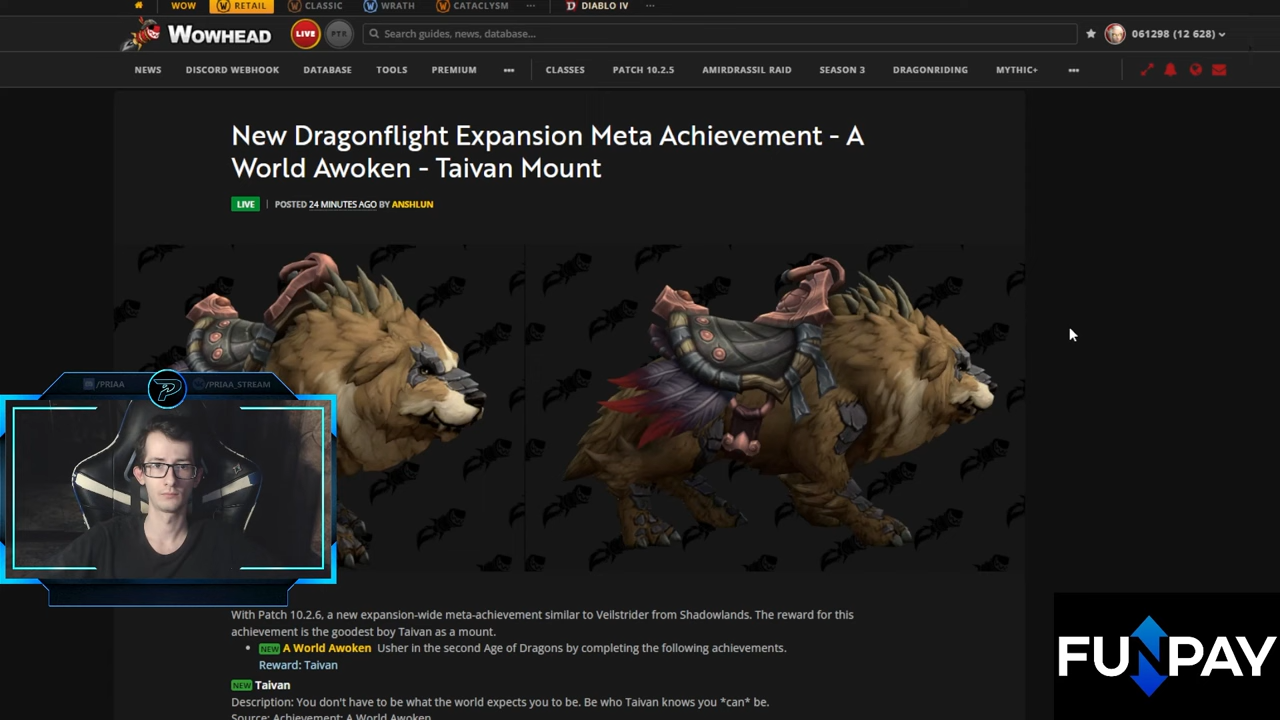 WOW
RETAIL
CLASSIC
WRATH
CATACLYSM
DIABLO IV
WOWHEAD
LIVE
PTR
Search guides, news, database...
061298 (12 628)
NEWS
DISCORD WEBHOOK
DATABASE
TOOLS
PREMIUM
CLASSES
PATCH 10.2.5
AMIRDRASSIL RAID
SEASON 3
DRAGONRIDING
MYTHIC+
New Dragonflight Expansion Meta Achievement - A
World Awoken - Taivan Mount
LIVE | POSTED 24 MINUTES AGO BY ANSHLUN
/PRIAA
/PRIAA_STREAM
With Patch 10.2.6, a new expansion-wide meta-achievement similar to Veilstrider from Shadowlands. The reward for this
achievement is the goodest boy Taivan as a mount.
• NEW A World Awoken Usher in the second Age of Dragons by completing the following achievements.
Reward: Taivan
NEW Taivan
Description: You don't have to be what the world expects you to be. Be who Taivan knows you *can* be.
Source: Achievement: A World Awoken
FUNPAY